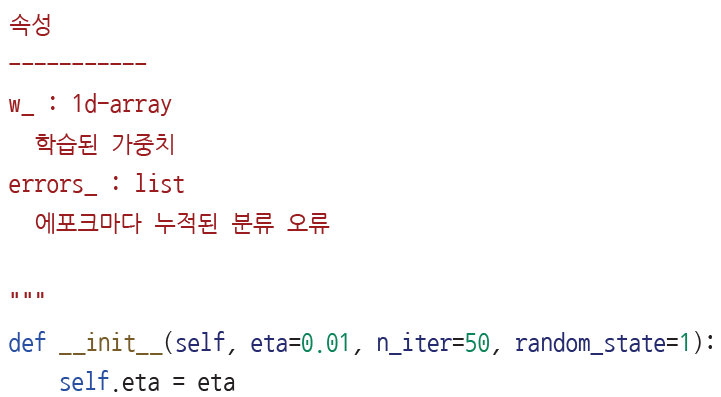 속성
-----------
w_ : 1d-array
  학습된 가중치
errors_ : list
  에포크마다 누적된 분류 오류

"""
def __init__(self, eta=0.01, n_iter=50, random_state=1):
    self.eta = eta